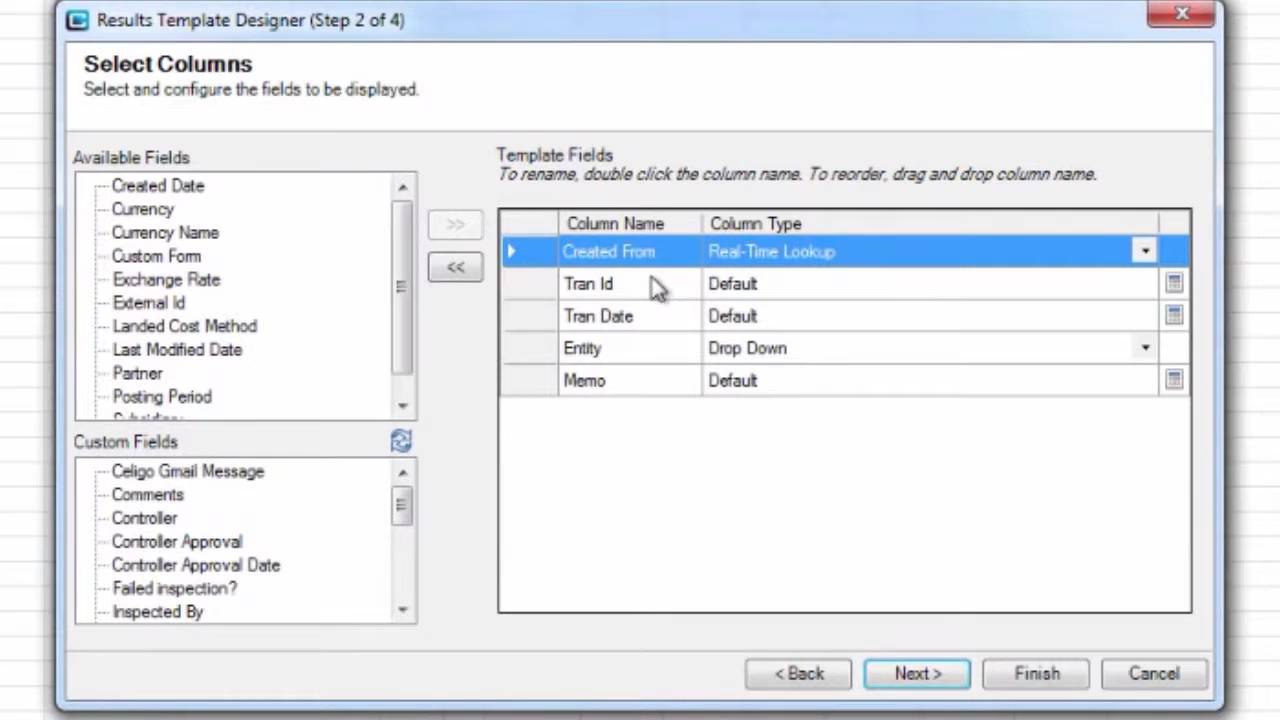 Results Template Designer (Step 2 of 4)
Select Columns
Select and configure the fields to be displayed.
Available Fields
Created Date
Currency
Currency Name
Custom Form
Exchange Rate
External Id
Landed Cost Method
Last Modified Date
Partner
Posting Period
Custom Fields
Celigo Gmail Message
Comments
Controller
Controller Approval
Controller Approval Date
Failed inspection?
Inspected By
>>
<<
Template Fields
To rename, double click the column name. To reorder, drag and drop column name.
Column Name Column Type
Created From Real-Time Lookup
Tran Id Default
Tran Date Default
Entity Drop Down
Memo Default
< Back Next > Finish Cancel